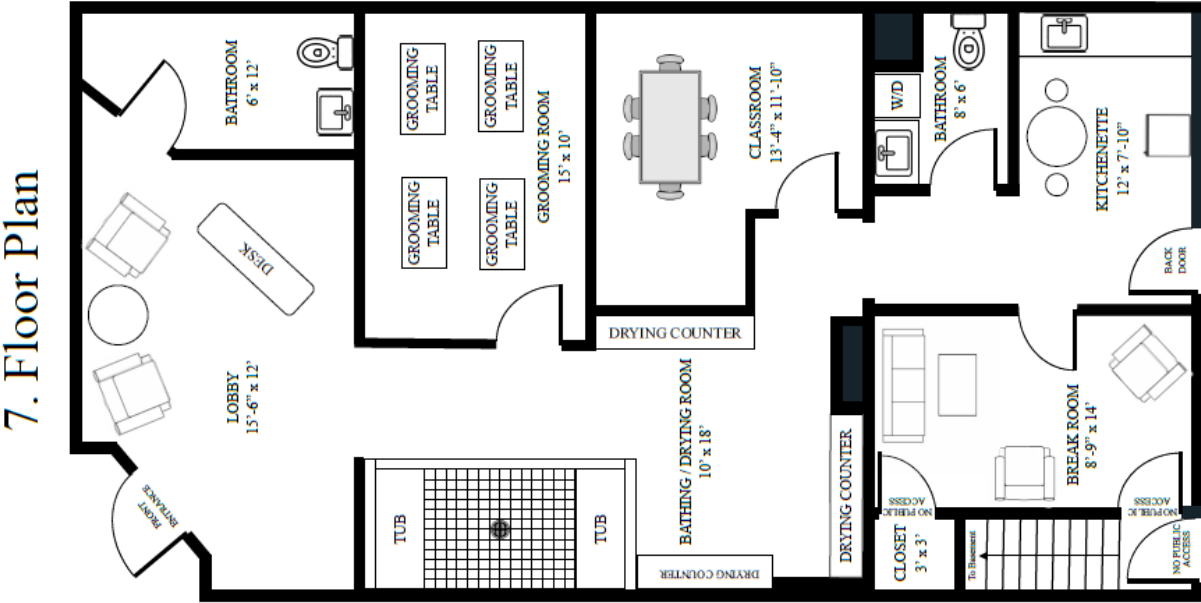 7. Floor Plan
BATHROOM
6' x 12'
DESK
LOBBY
15'-6" x 12'
FRONT
ENTRANCE
GROOMING
TABLE
GROOMING
TABLE
GROOMING
TABLE
GROOMING
TABLE
GROOMING ROOM
15' x 10'
CLASSROOM
13'-4" x 11'-10"
DRYING COUNTER
BATHING / DRYING ROOM
10' x 18'
TUB
TUB
DRYING COUNTER
DRYING COUNTER
W/D
BATHROOM
8' x 6'
KITCHENETTE
12' x 7'-10"
BACK
DOOR
BREAK ROOM
8'-9" x 14'
NO PUBLIC
ACCESS
CLOSET
3' x 3'
To Basement
NO PUBLIC
ACCESS
NO PUBLIC
ACCESS